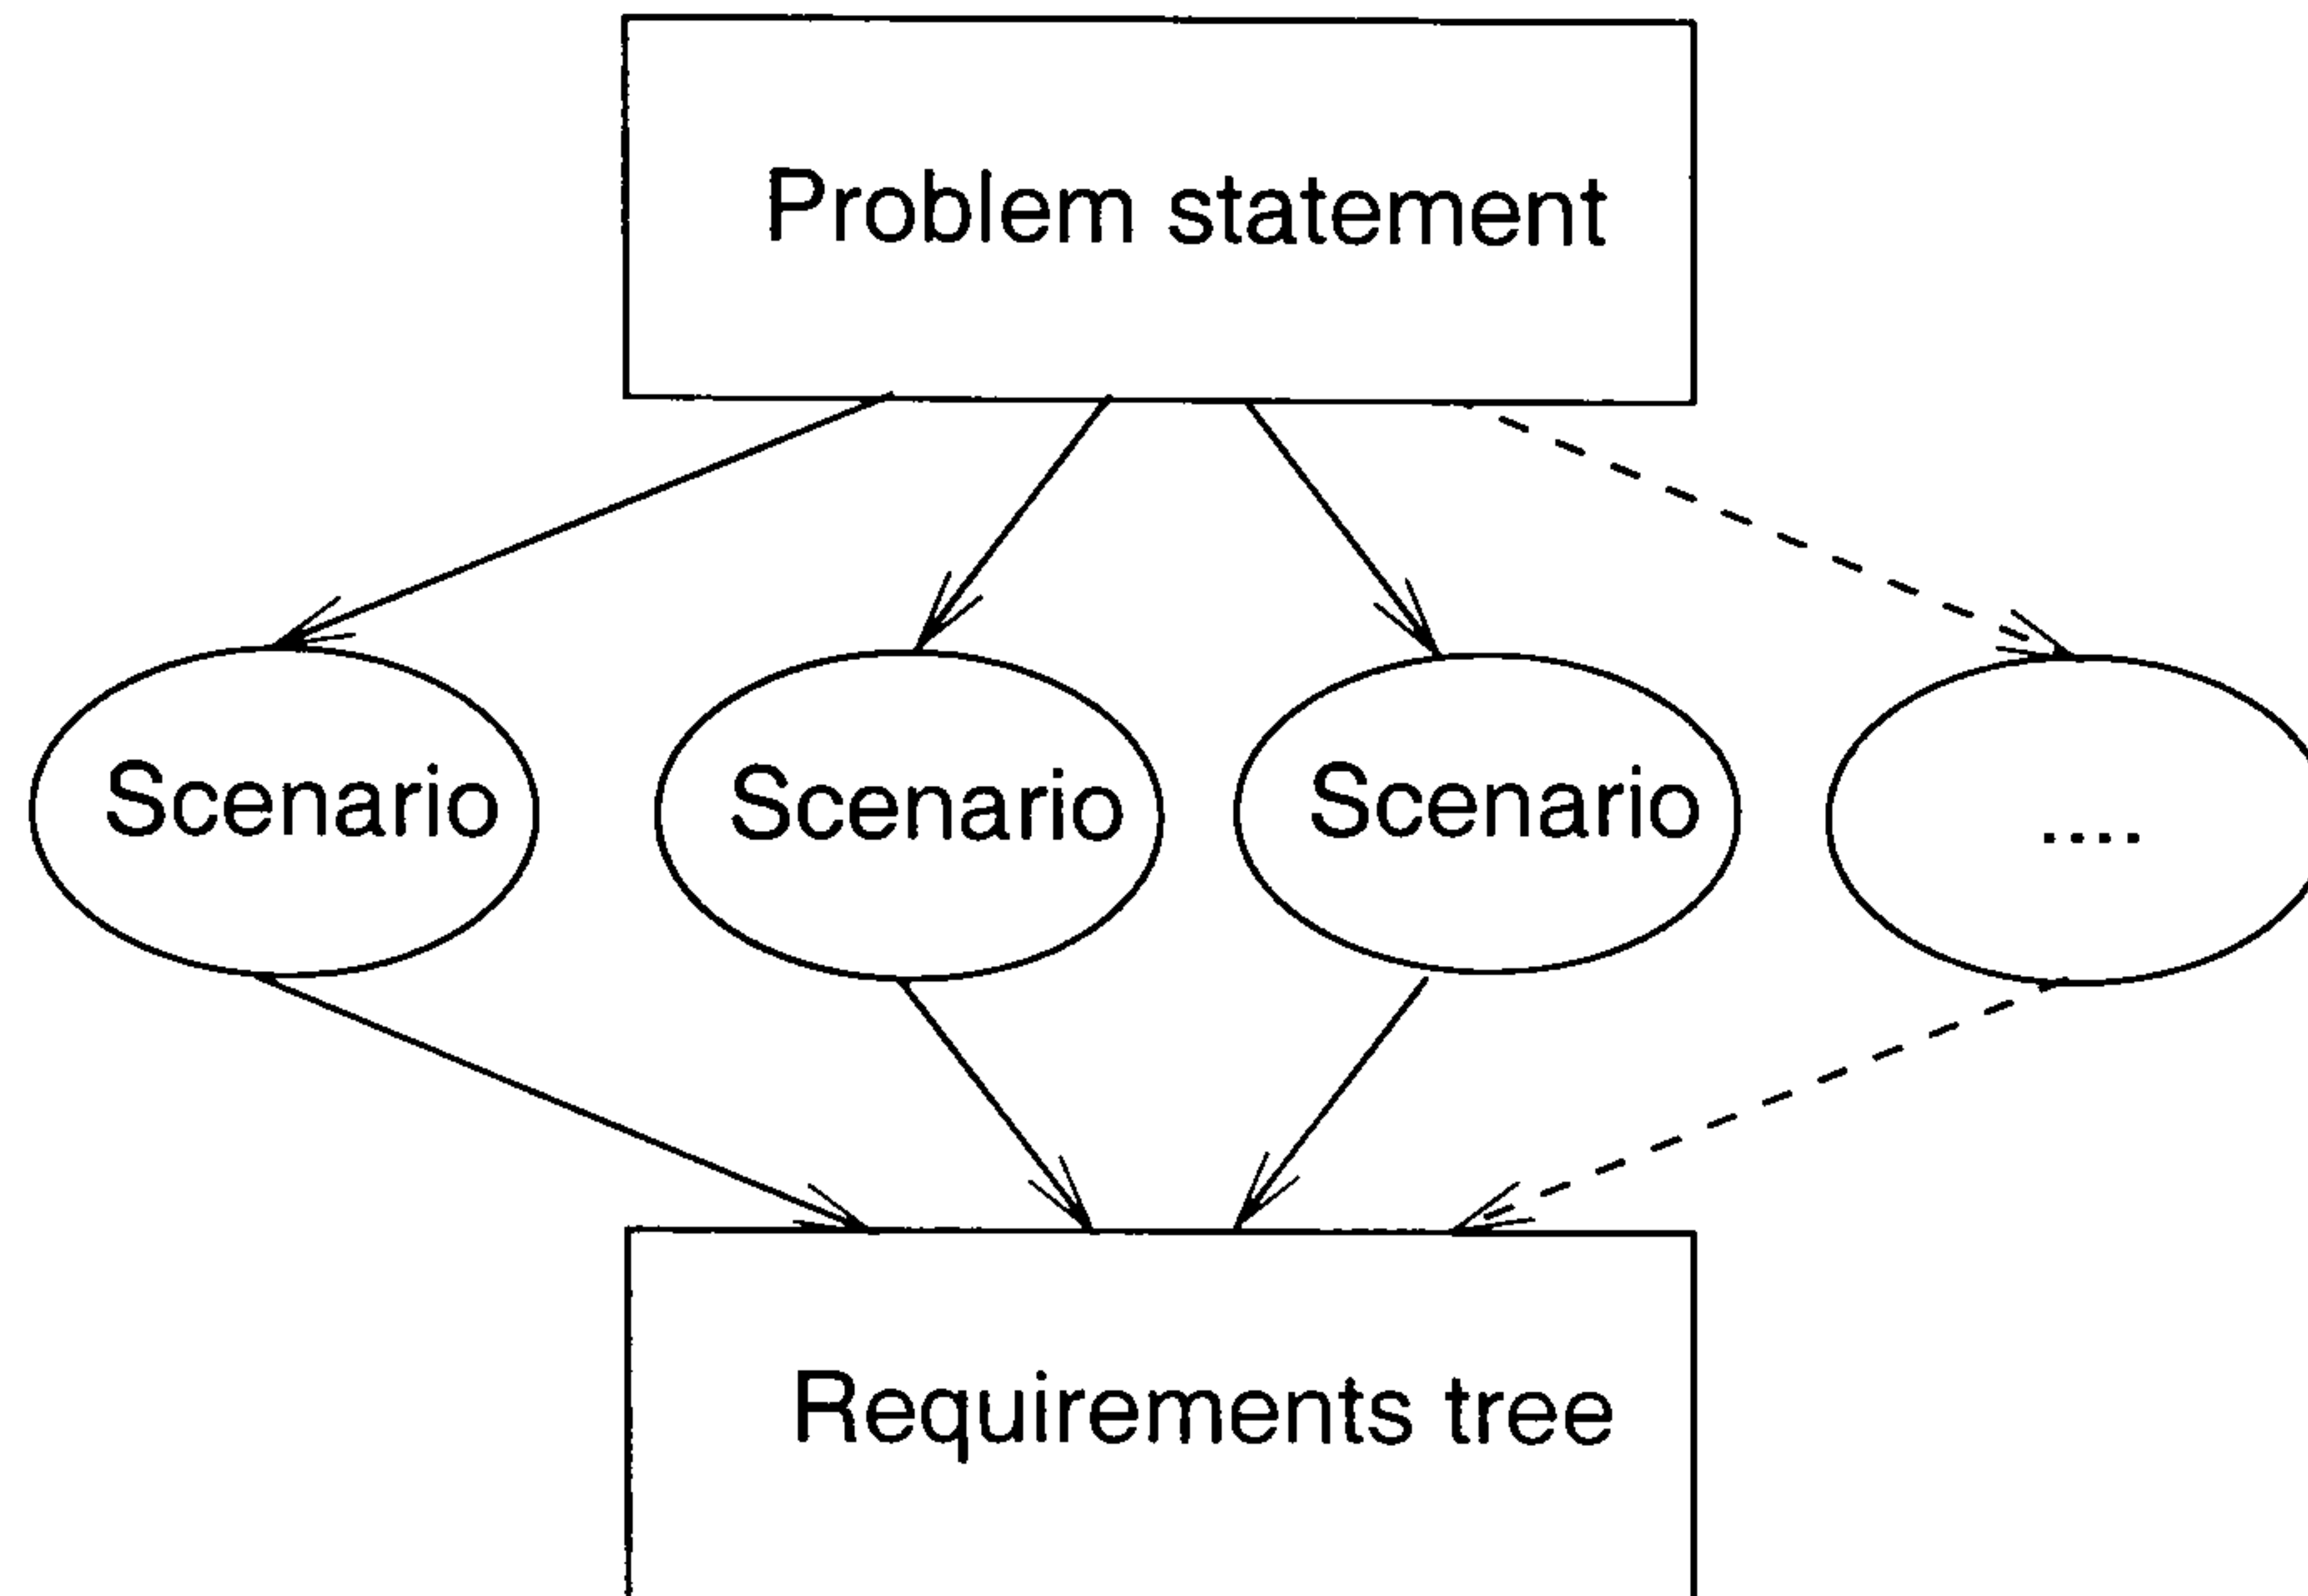 Problem statement
Scenario
Scenario
Scenario
....
Requirements tree